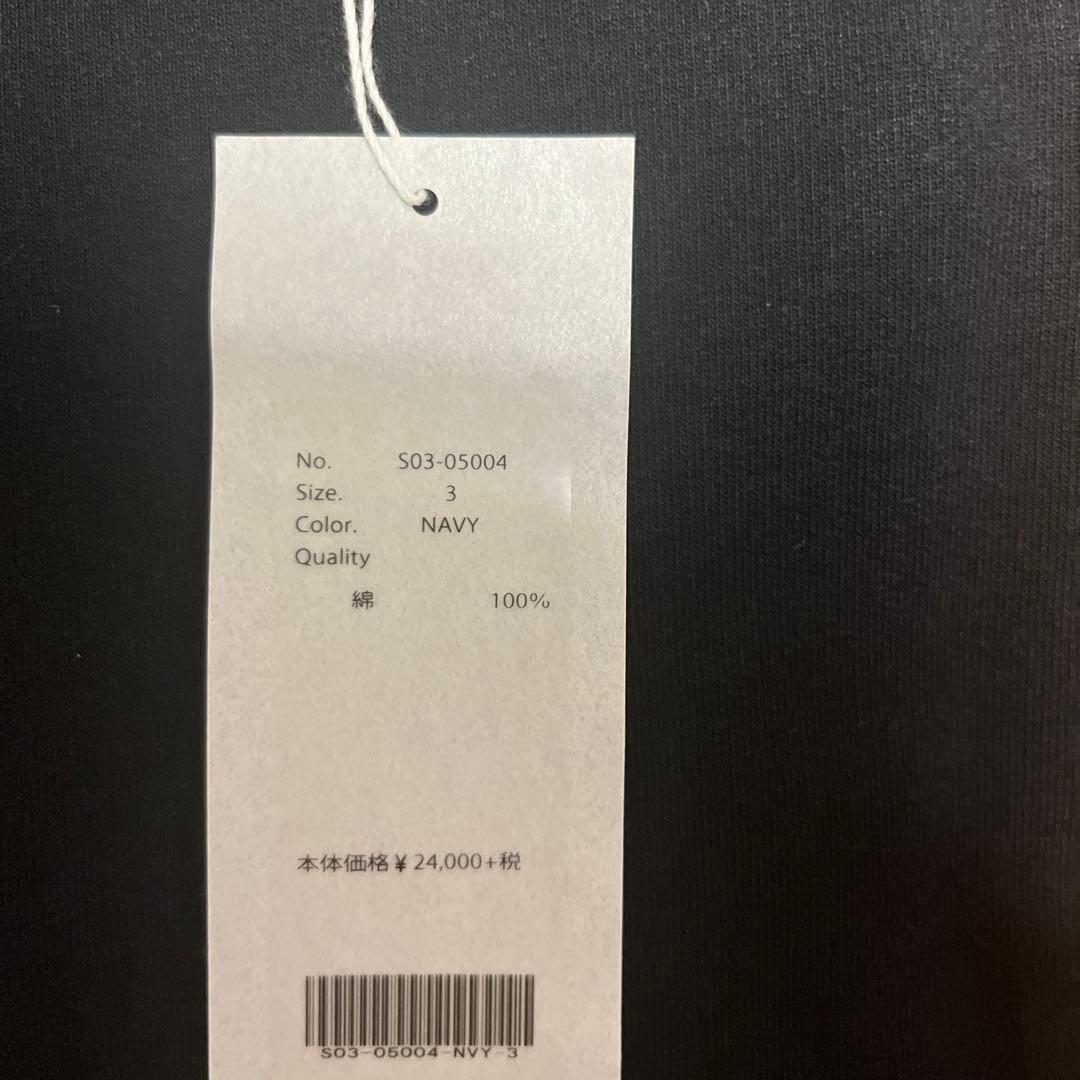 No. S03-05004
Size. 3
Color. NAVY
Quality
綿 100%
本体価格¥24,000+税
S03-05004-NVY-3